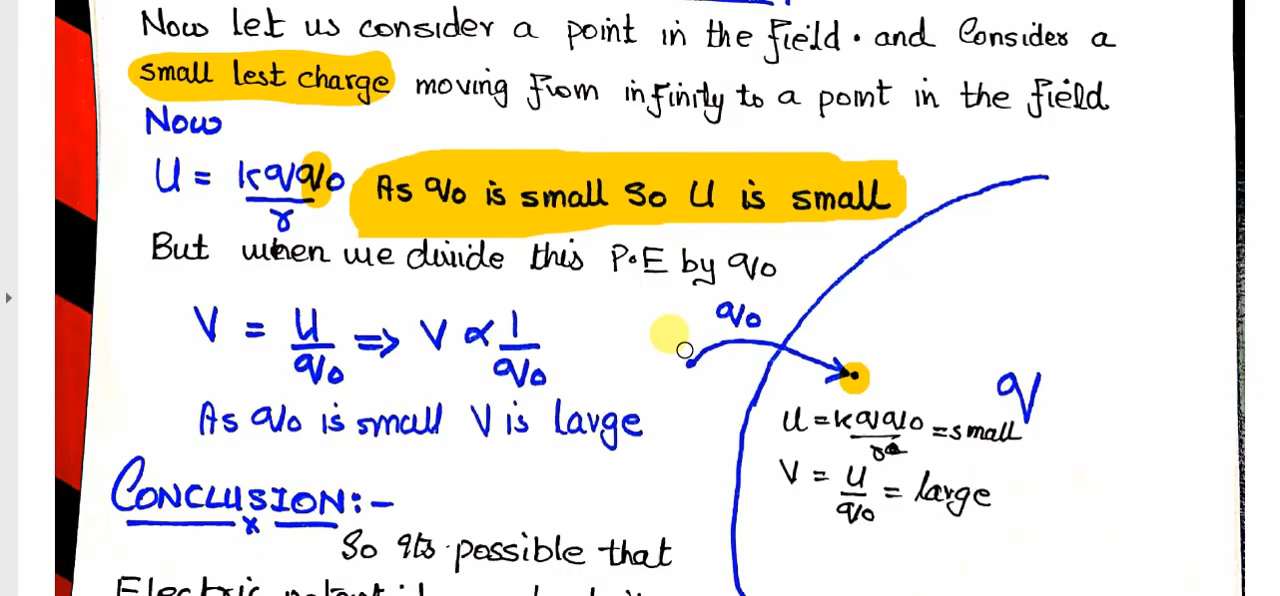 Now let us consider a point in the field. and Consider a
small lest charge moving from infinity to a point in the field
Now
U = kqq0
r
As q0 is small So U is small
But when we divide this P.E by q0
V = U/q0 => V ∝ 1/q0
As q0 is small V is large
q0
q
U = kqq0/r = small
V = U/q0 = large
CONCLUSION:-
So its possible that
Electric